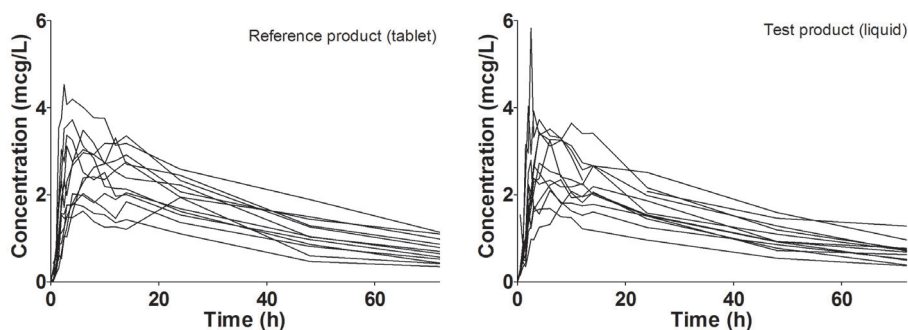 Reference product (tablet)
Concentration (mcg/L)
6
4
2
0
0 20 40 60
Time (h)
Test product (liquid)
Concentration (mcg/L)
6
4
2
0
0 20 40 60
Time (h)